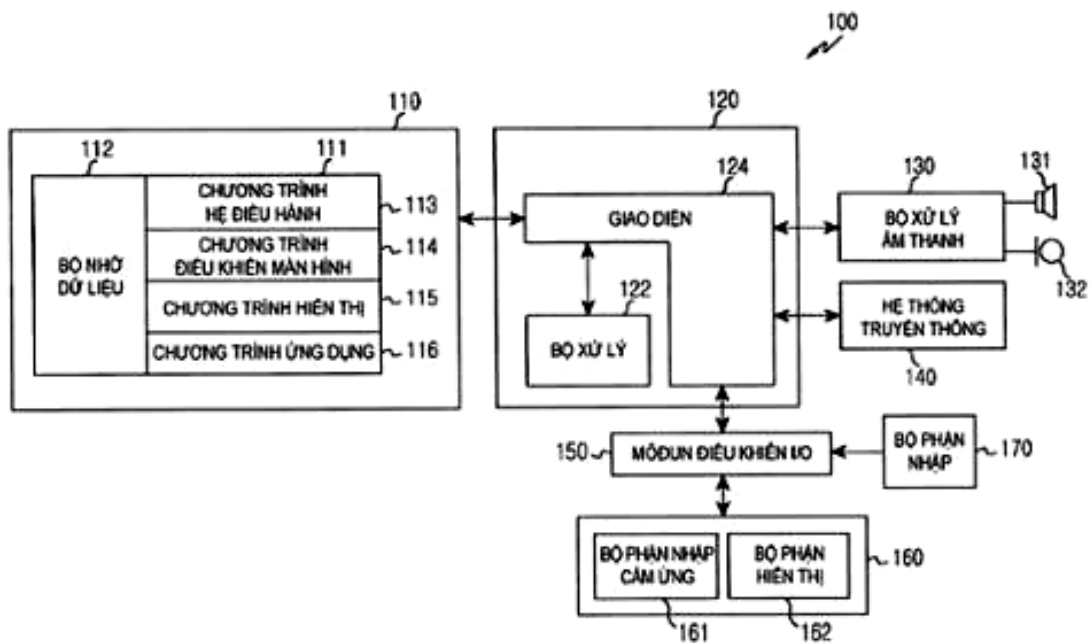 100
110
120
112
111
124
130
131
CHƯƠNG TRÌNH
HỆ ĐIỀU HÀNH
113
GIAO DIỆN
BỘ XỬ LÝ
ÂM THANH
BỘ NHỚ
DỮ LIỆU
CHƯƠNG TRÌNH
ĐIỀU KHIỂN MÀN HÌNH
114
132
CHƯƠNG TRÌNH HIỂN THỊ
115
122
HỆ THỐNG
TRUYỀN THÔNG
CHƯƠNG TRÌNH ỨNG DỤNG
116
BỘ XỬ LÝ
140
150
MÔĐUN ĐIỀU KHIỂN I/O
BỘ PHẬN
NHẬP
170
BỘ PHẬN NHẬP
CẢM ỨNG
BỘ PHẬN
HIỂN THỊ
160
161
162